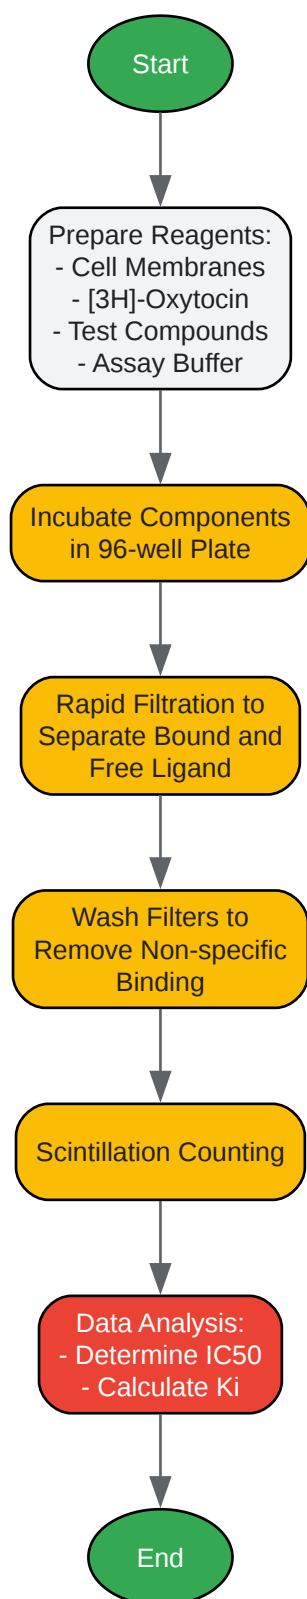 Start
Prepare Reagents:
- Cell Membranes
- [3H]-Oxytocin
- Test Compounds
- Assay Buffer
Incubate Components
in 96-well Plate
Rapid Filtration to
Separate Bound and
Free Ligand
Wash Filters to
Remove Non-specific
Binding
Scintillation Counting
Data Analysis:
- Determine IC50
- Calculate Ki
End